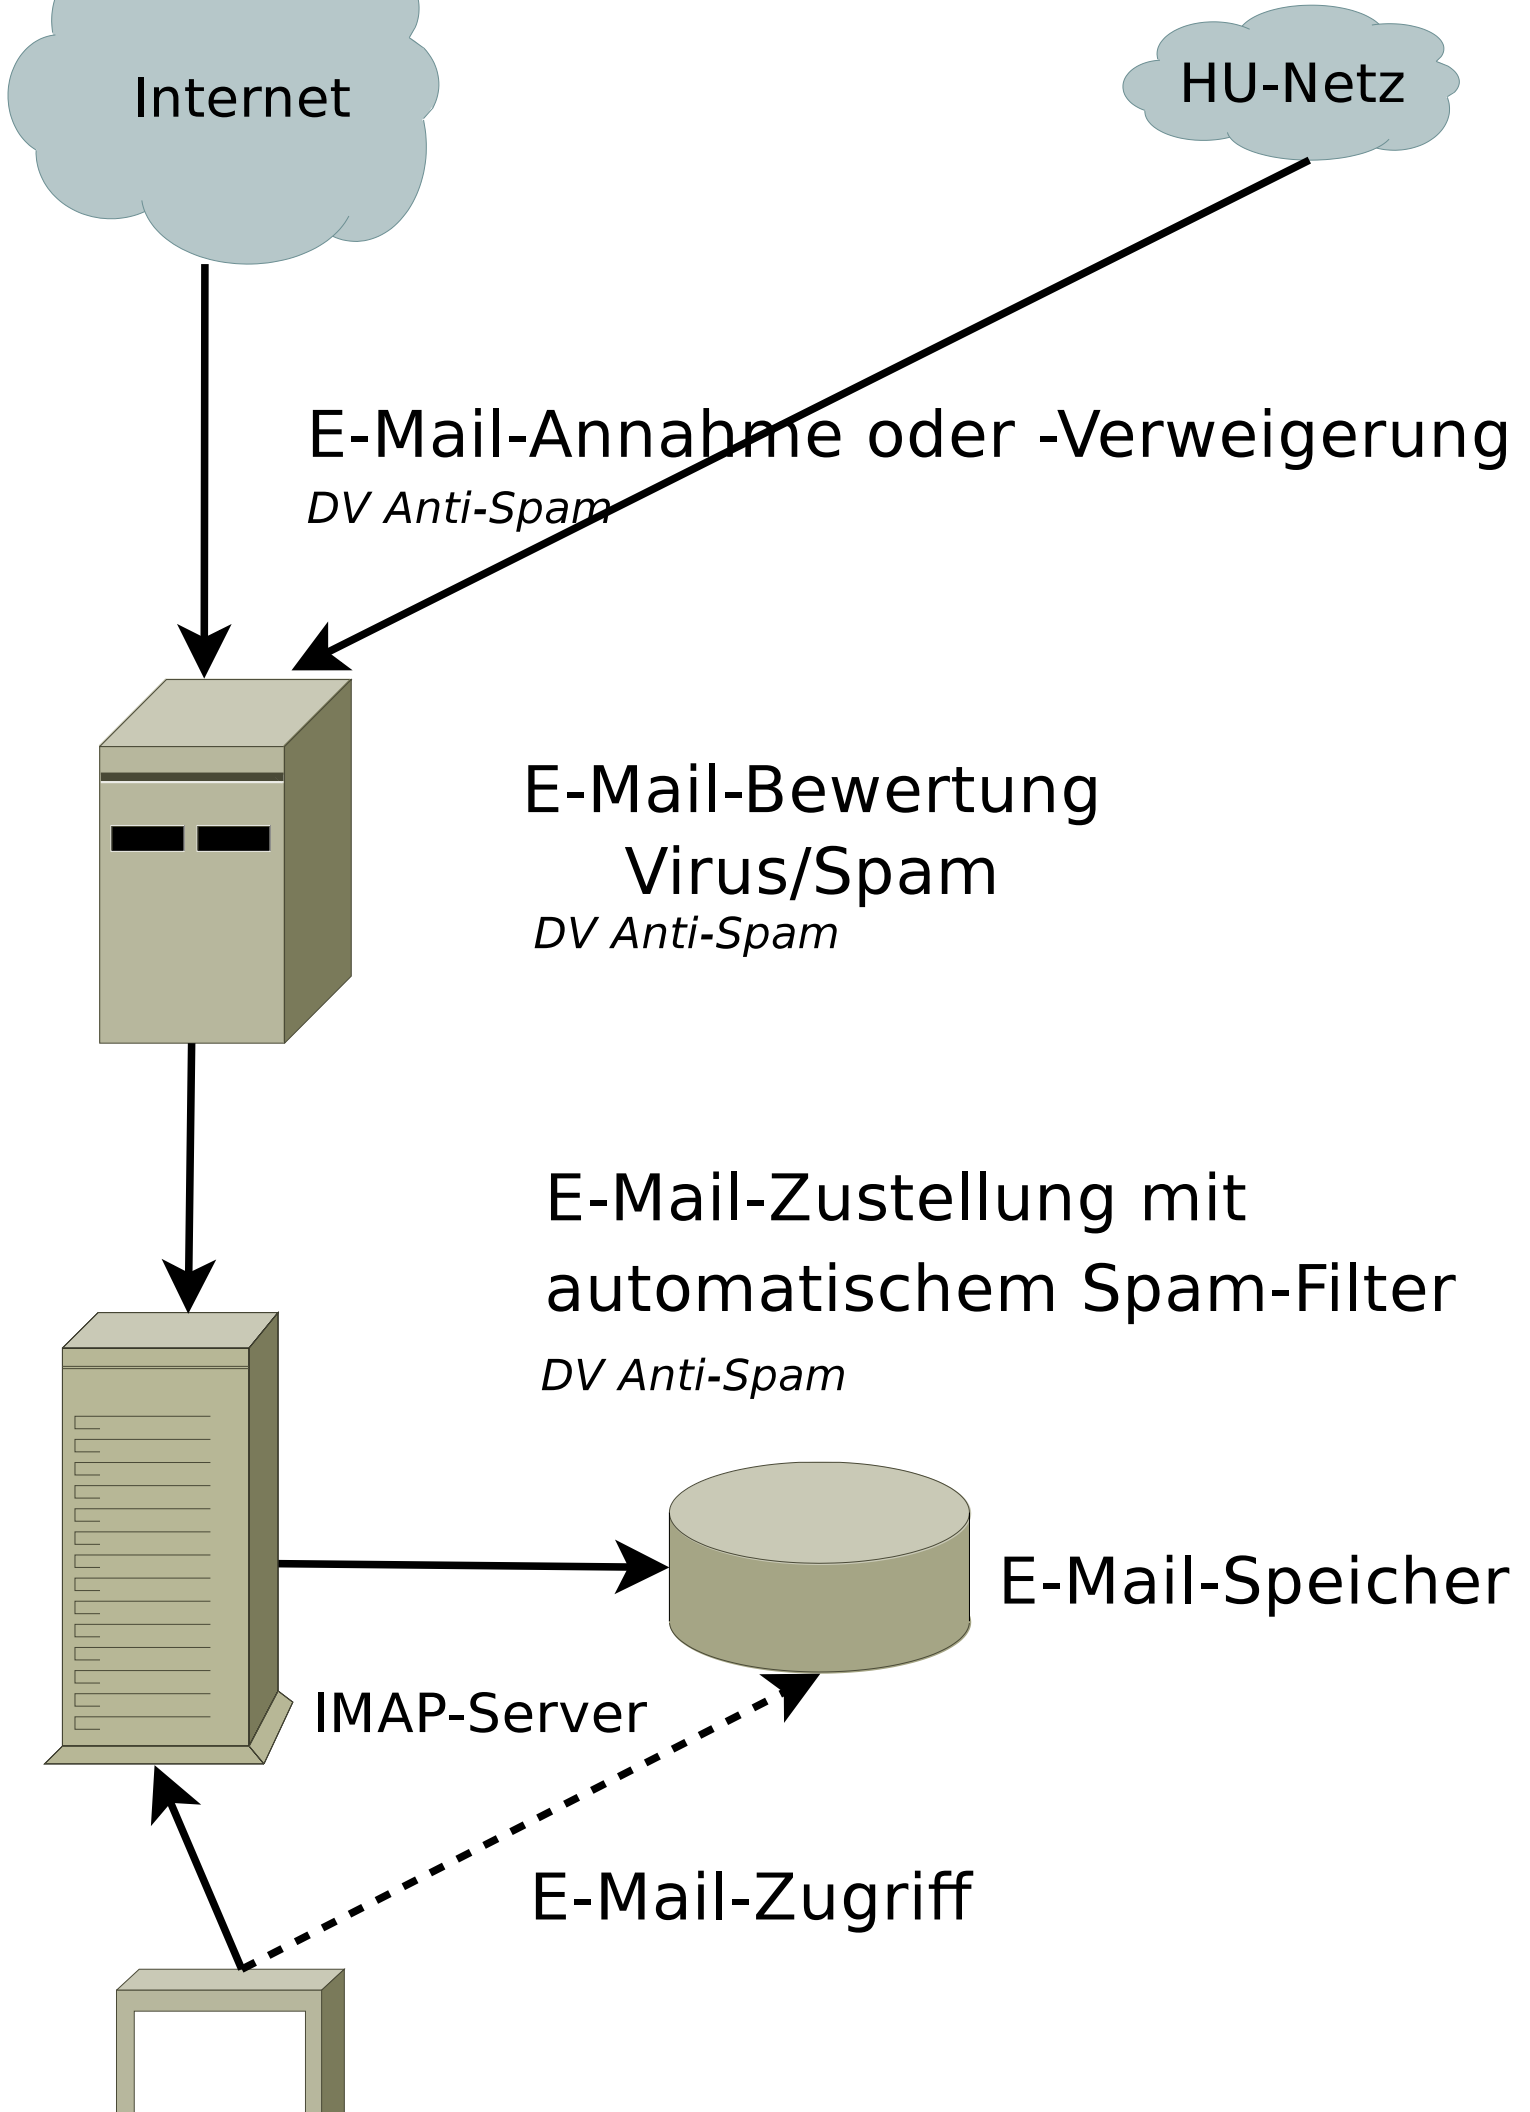 Internet
HU-Netz
E-Mail-Annahme oder -Verweigerung
DV Anti-Spam
E-Mail-Bewertung
Virus/Spam
DV Anti-Spam
E-Mail-Zustellung mit
automatischem Spam-Filter
DV Anti-Spam
E-Mail-Speicher
IMAP-Server
E-Mail-Zugriff